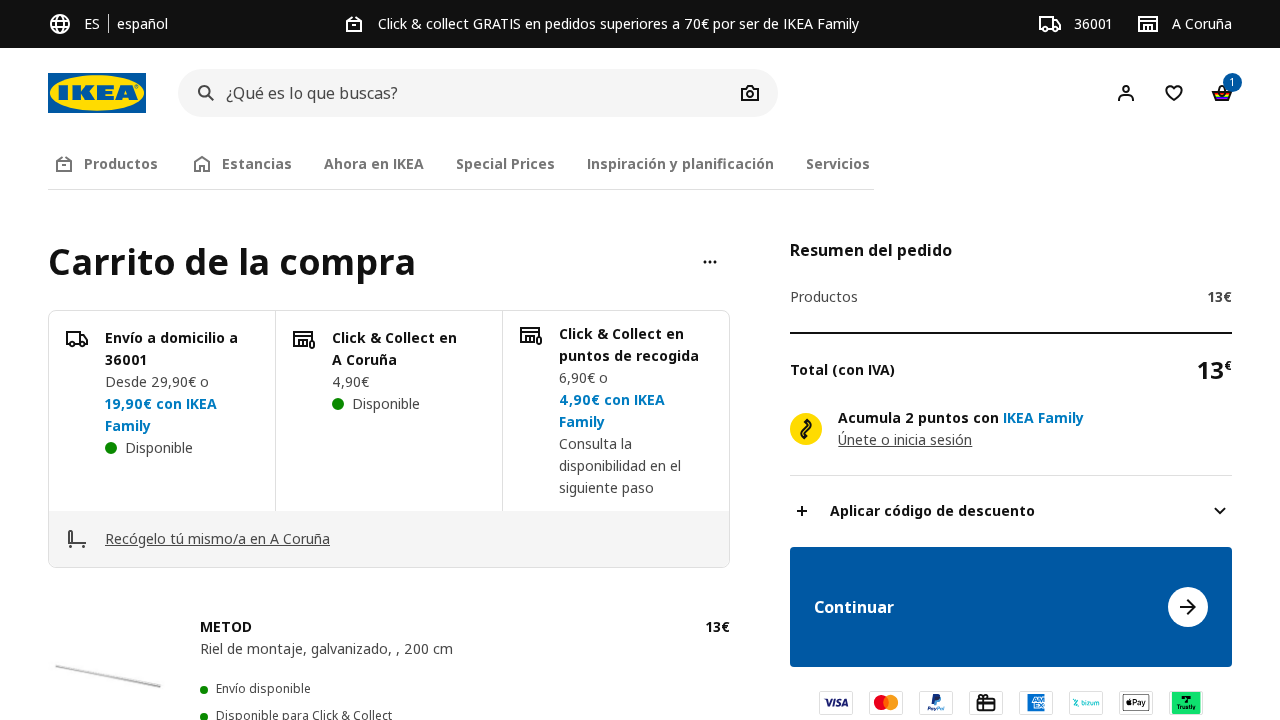 ES
español
Click & collect GRATIS en pedidos superiores a 70€ por ser de IKEA Family
36001
A Coruña
IKEA
¿Qué es lo que buscas?
1
Productos
Estancias
Ahora en IKEA
Special Prices
Inspiración y planificación
Servicios
Carrito de la compra
Envío a domicilio a
36001
Desde 29,90€ o
19,90€ con IKEA
Family
Disponible
Click & Collect en
A Coruña
4,90€
Disponible
Click & Collect en
puntos de recogida
6,90€ o
4,90€ con IKEA
Family
Consulta la
disponibilidad en el
siguiente paso
Recógelo tú mismo/a en A Coruña
METOD
13€
Riel de montaje, galvanizado, , 200 cm
Envío disponible
Disponible para Click & Collect
Resumen del pedido
Productos
13€
Total (con IVA)
13€
Acumula 2 puntos con IKEA Family
Únete o inicia sesión
Aplicar código de descuento
Continuar
VISA
PayPal
AMEX
bizum
Pay
Trustly